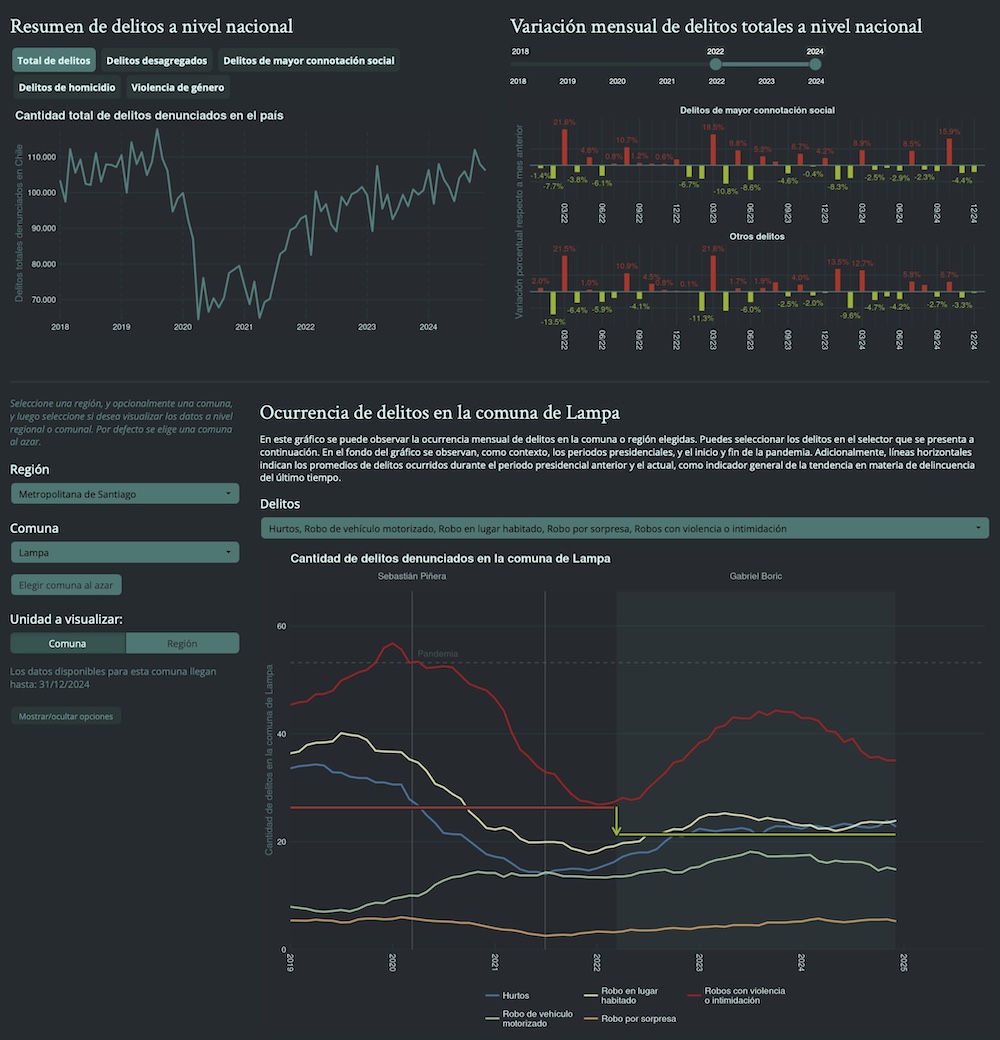 Resumen de delitos a nivel nacional
Total de delitos
Delitos desagregados
Delitos de mayor connotación social
Delitos de homicidio
Violencia de género
Cantidad total de delitos denunciados en el país
Delitos totales denunciados en Chile
110.000
100.000
90.000
80.000
70.000
2018 2019 2020 2021 2022 2023 2024
Variación mensual de delitos totales a nivel nacional
2018 2022 2024
2018 2019 2020 2021 2022 2023 2024
Variación porcentual respecto a mes anterior
Delitos de mayor connotación social
21.6% 4.6% 0.8% 10.7% 1.2% 0.6% 18.5% 8.8% 5.2% 6.7% 4.2% 8.9% 8.5% 15.9%
-1.4% -7.7% -3.8% -6.1% -6.7% -10.8% -8.6% -4.6% -0.4% -8.3% -2.5% -2.9% -2.3% -4.4%
03/22 06/22 09/22 12/22 03/23 06/23 09/23 12/23 03/24 06/24 09/24 12/24
Otros delitos
2.0% 21.5% 1.0% 10.9% 4.5% 0.8% 0.1% 21.6% 1.7% 1.9% 4.0% 13.5% 12.7% 5.8% 5.7%
-13.5% -6.4% -5.9% -4.1% -11.3% -6.0% -2.5% -2.0% -9.6% -4.7% -4.2% -2.7% -3.3%
03/22 06/22 09/22 12/22 03/23 06/23 09/23 12/23 03/24 06/24 09/24 12/24
Seleccione una región, y opcionalmente una comuna,
y luego seleccione si desea visualizar los datos a nivel
regional o comunal. Por defecto se elige una comuna
al azar.
Región
Metropolitana de Santiago
Comuna
Lampa
Elegir comuna al azar
Unidad a visualizar:
Comuna Región
Los datos disponibles para esta comuna llegan
hasta: 31/12/2024
Mostrar/ocultar opciones
Ocurrencia de delitos en la comuna de Lampa
En este gráfico se puede observar la ocurrencia mensual de delitos en la comuna o región elegidas. Puedes seleccionar los delitos en el selector que se presenta a
continuación. En el fondo del gráfico se observan, como contexto, los periodos presidenciales, y el inicio y fin de la pandemia. Adicionalmente, líneas horizontales
indican los promedios de delitos ocurridos durante el periodo presidencial anterior y el actual, como indicador general de la tendencia en materia de delincuencia
del último tiempo.
Delitos
Hurtos, Robo de vehículo motorizado, Robo en lugar habitado, Robo por sorpresa, Robos con violencia o intimidación
Cantidad de delitos denunciados en la comuna de Lampa
Sebastián Piñera Gabriel Boric
Pandemia
Cantidad de delitos en la comuna de Lampa
60
40
20
0
2019 2020 2021 2022 2023 2024 2025
Hurtos
Robo en lugar
habitado
Robos con violencia
o intimidación
Robo de vehículo
motorizado
Robo por sorpresa